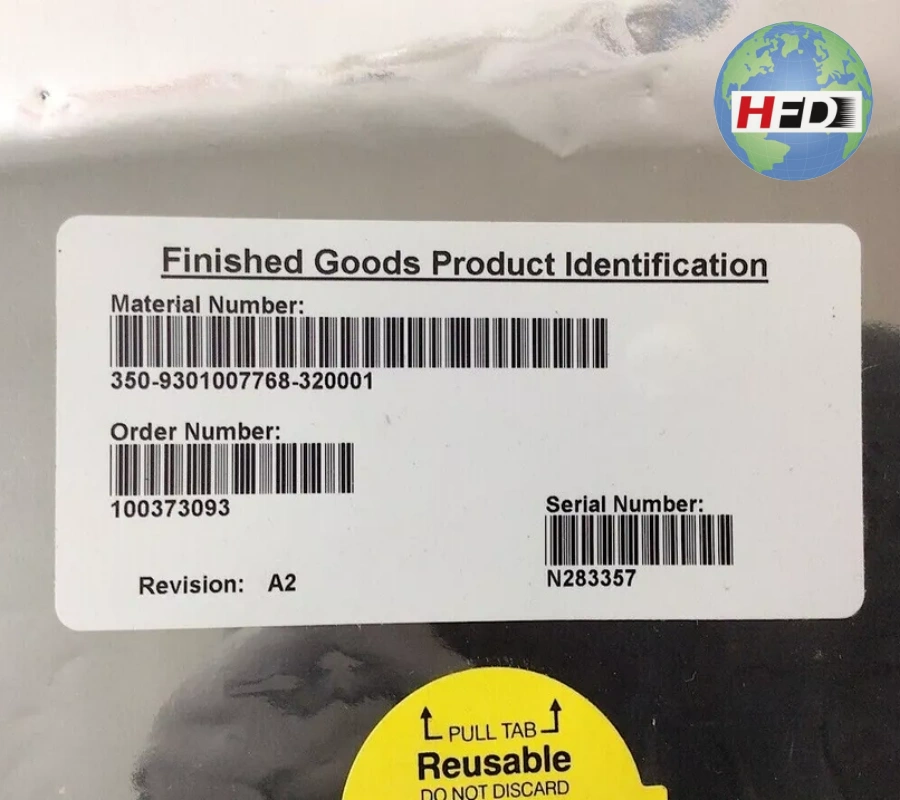 HFD
Finished Goods Product Identification
Material Number:
350-9301007768-320001
Order Number:
100373093
Serial Number:
N283357
Revision: A2
PULL TAB
Reusable
DO NOT DISCARD